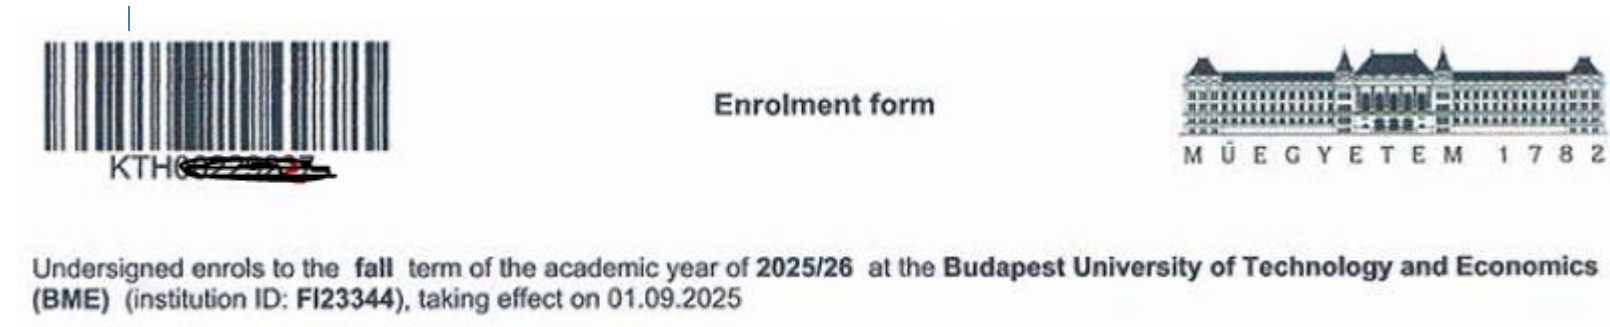 Enrolment form
KTH
MŰEGYETEM 1782
Undersigned enrols to the fall term of the academic year of 2025/26 at the Budapest University of Technology and Economics
(BME) (institution ID: FI23344), taking effect on 01.09.2025